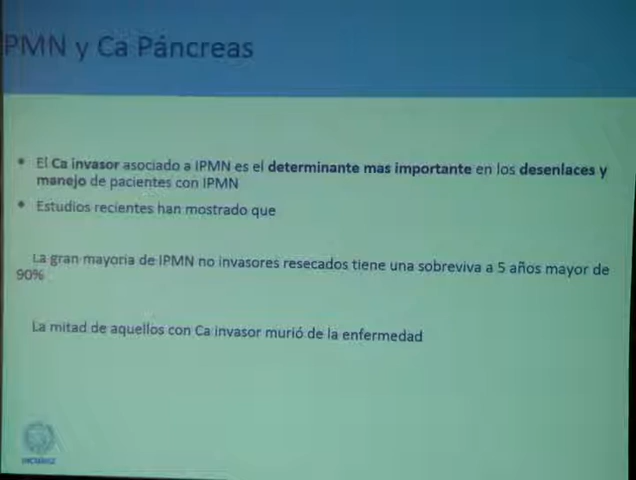 PMN y Ca Páncreas
• El Ca invasor asociado a IPMN es el determinante mas importante en los desenlaces y
manejo de pacientes con IPMN
• Estudios recientes han mostrado que
La gran mayoria de IPMN no invasores resecados tiene una sobreviva a 5 años mayor de
90%
La mitad de aquellos con Ca invasor murió de la enfermedad